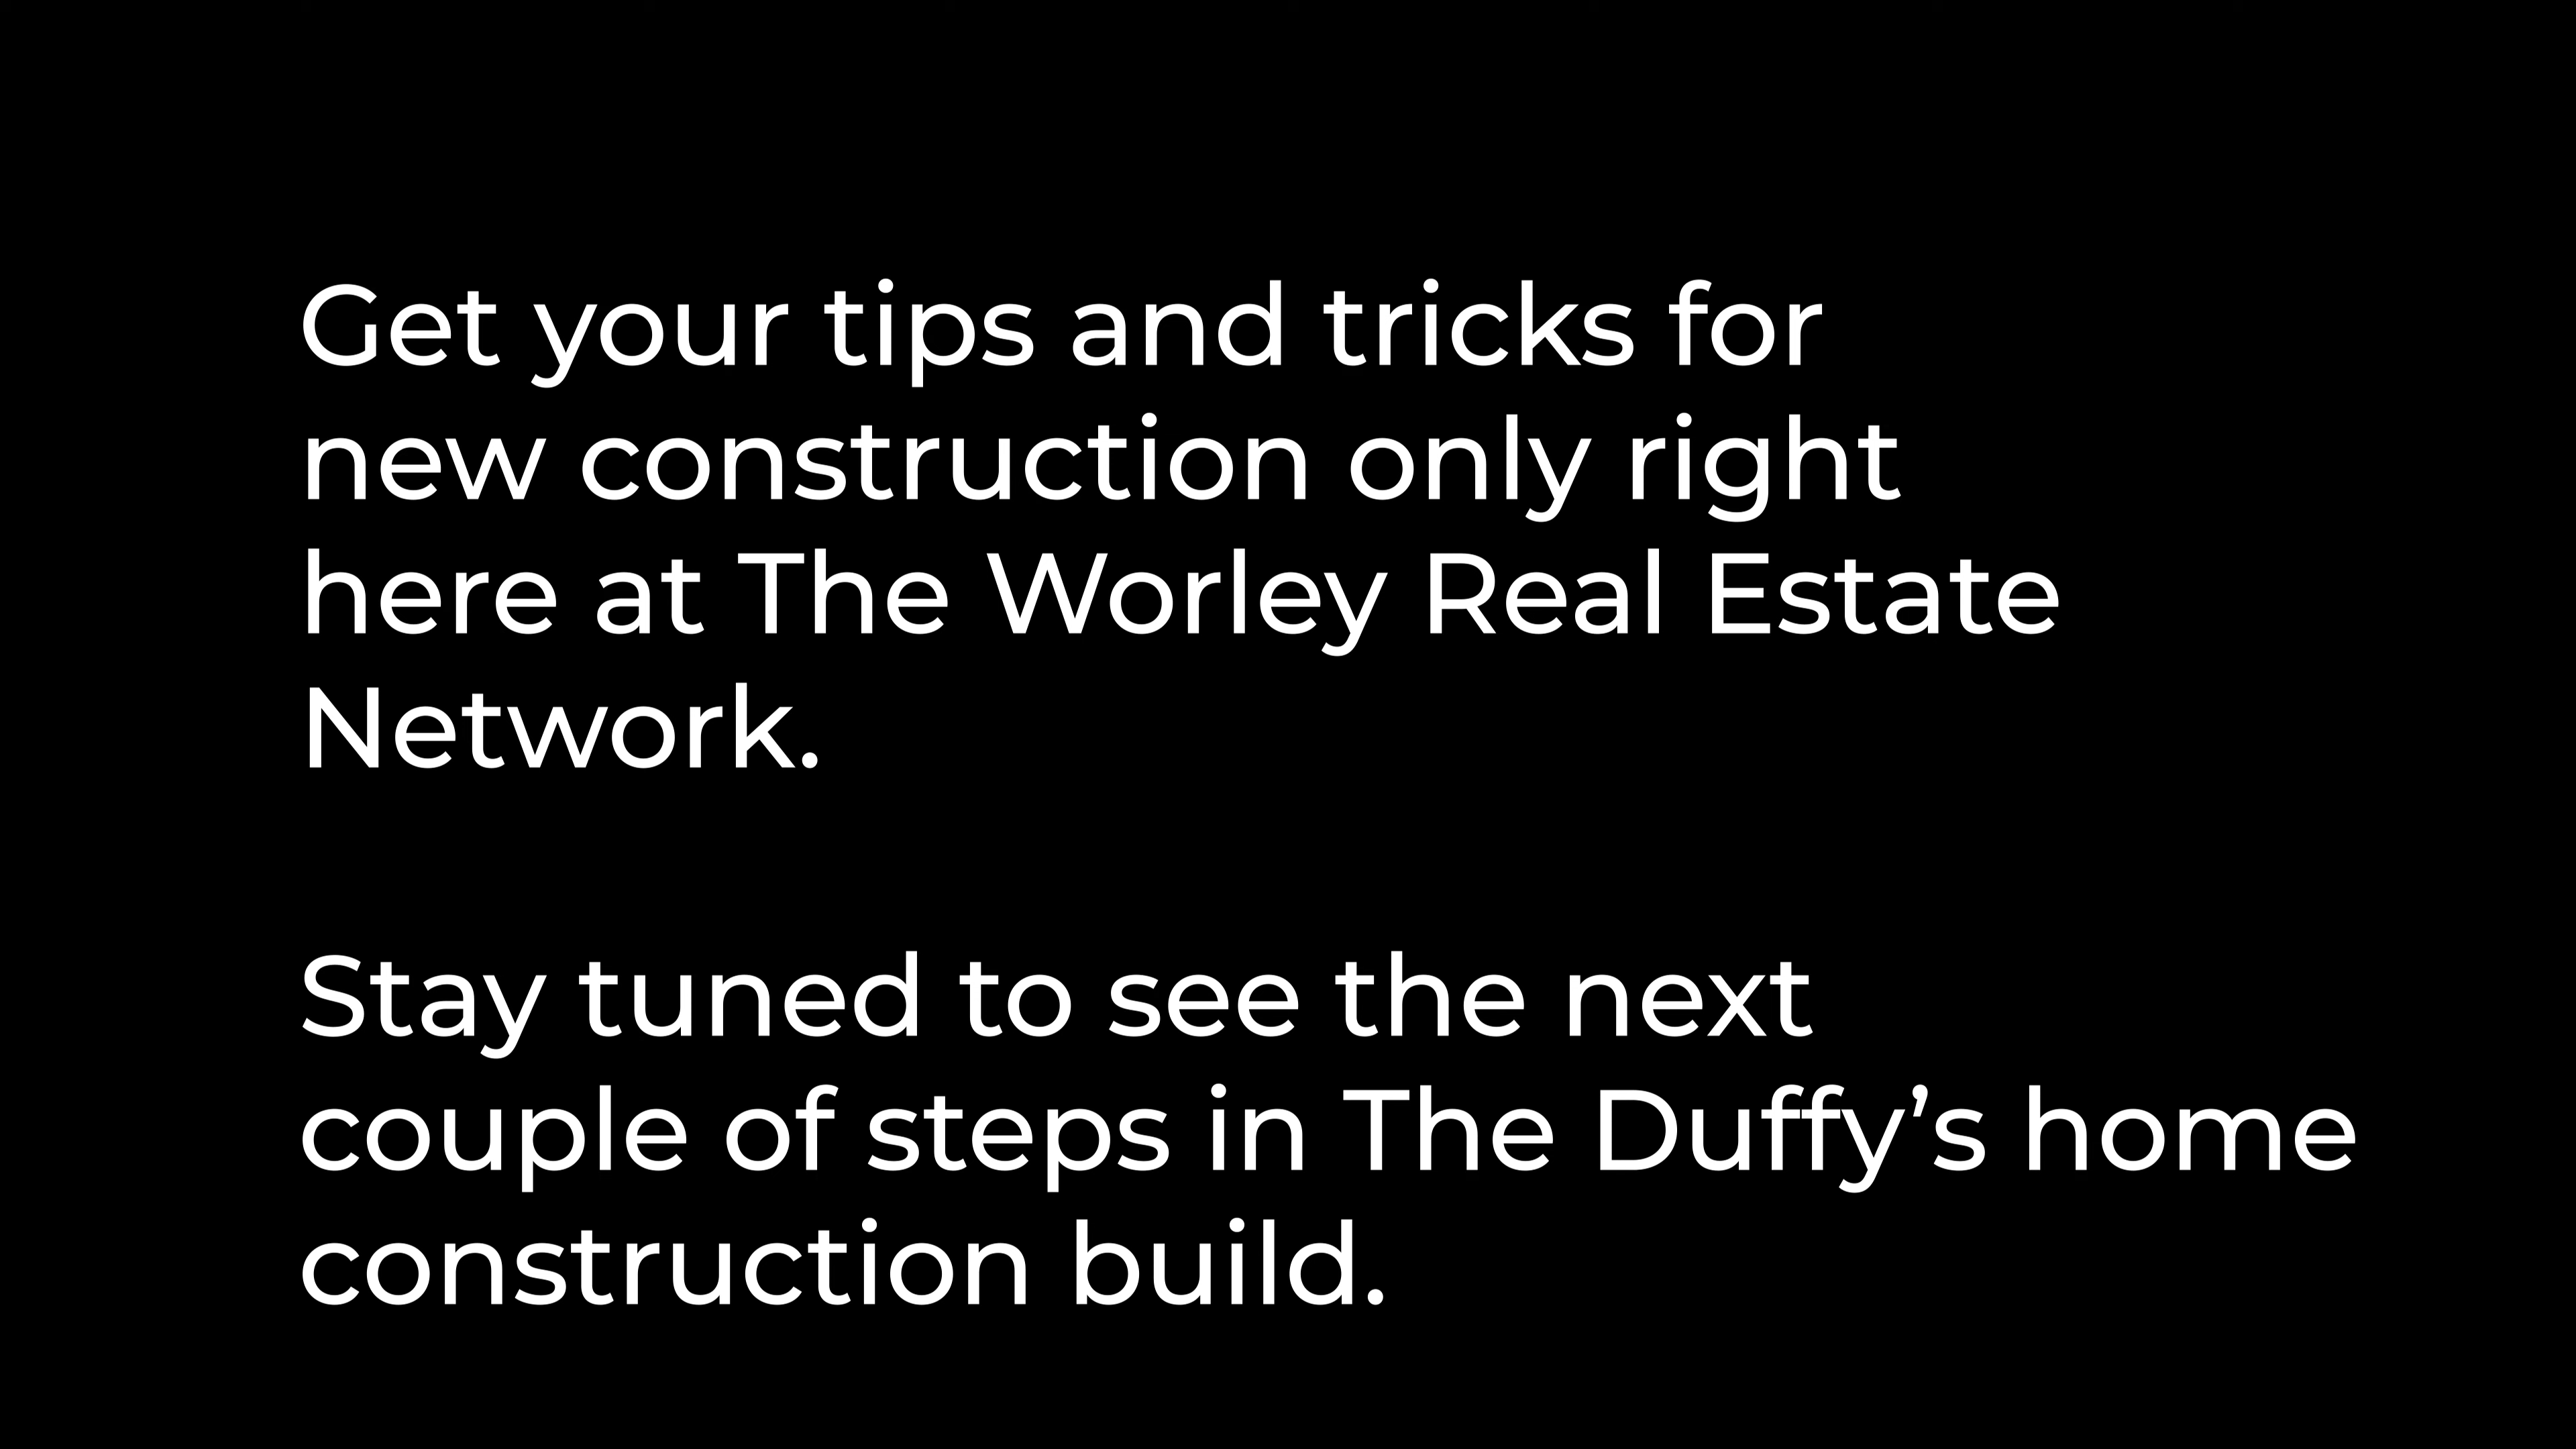 Get your tips and tricks for
new construction only right
here at The Worley Real Estate
Network.
Stay tuned to see the next
couple of steps in The Duffy’s home
construction build.